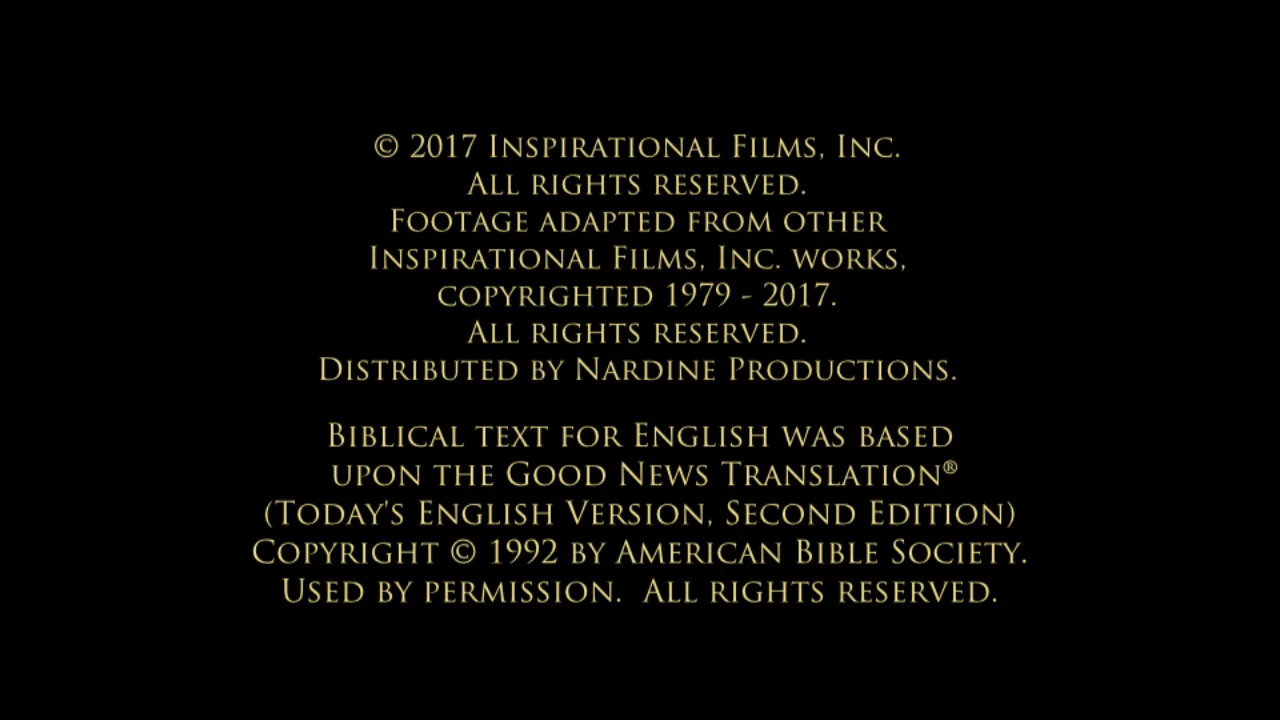 © 2017 Inspirational Films, Inc.
All rights reserved.
Footage adapted from other
Inspirational Films, Inc. works,
copyrighted 1979 - 2017.
All rights reserved.
Distributed by Nardine Productions.
Biblical text for English was based
upon the Good News Translation®
(Today's English Version, Second Edition)
Copyright © 1992 by American Bible Society.
Used by permission.  All rights reserved.